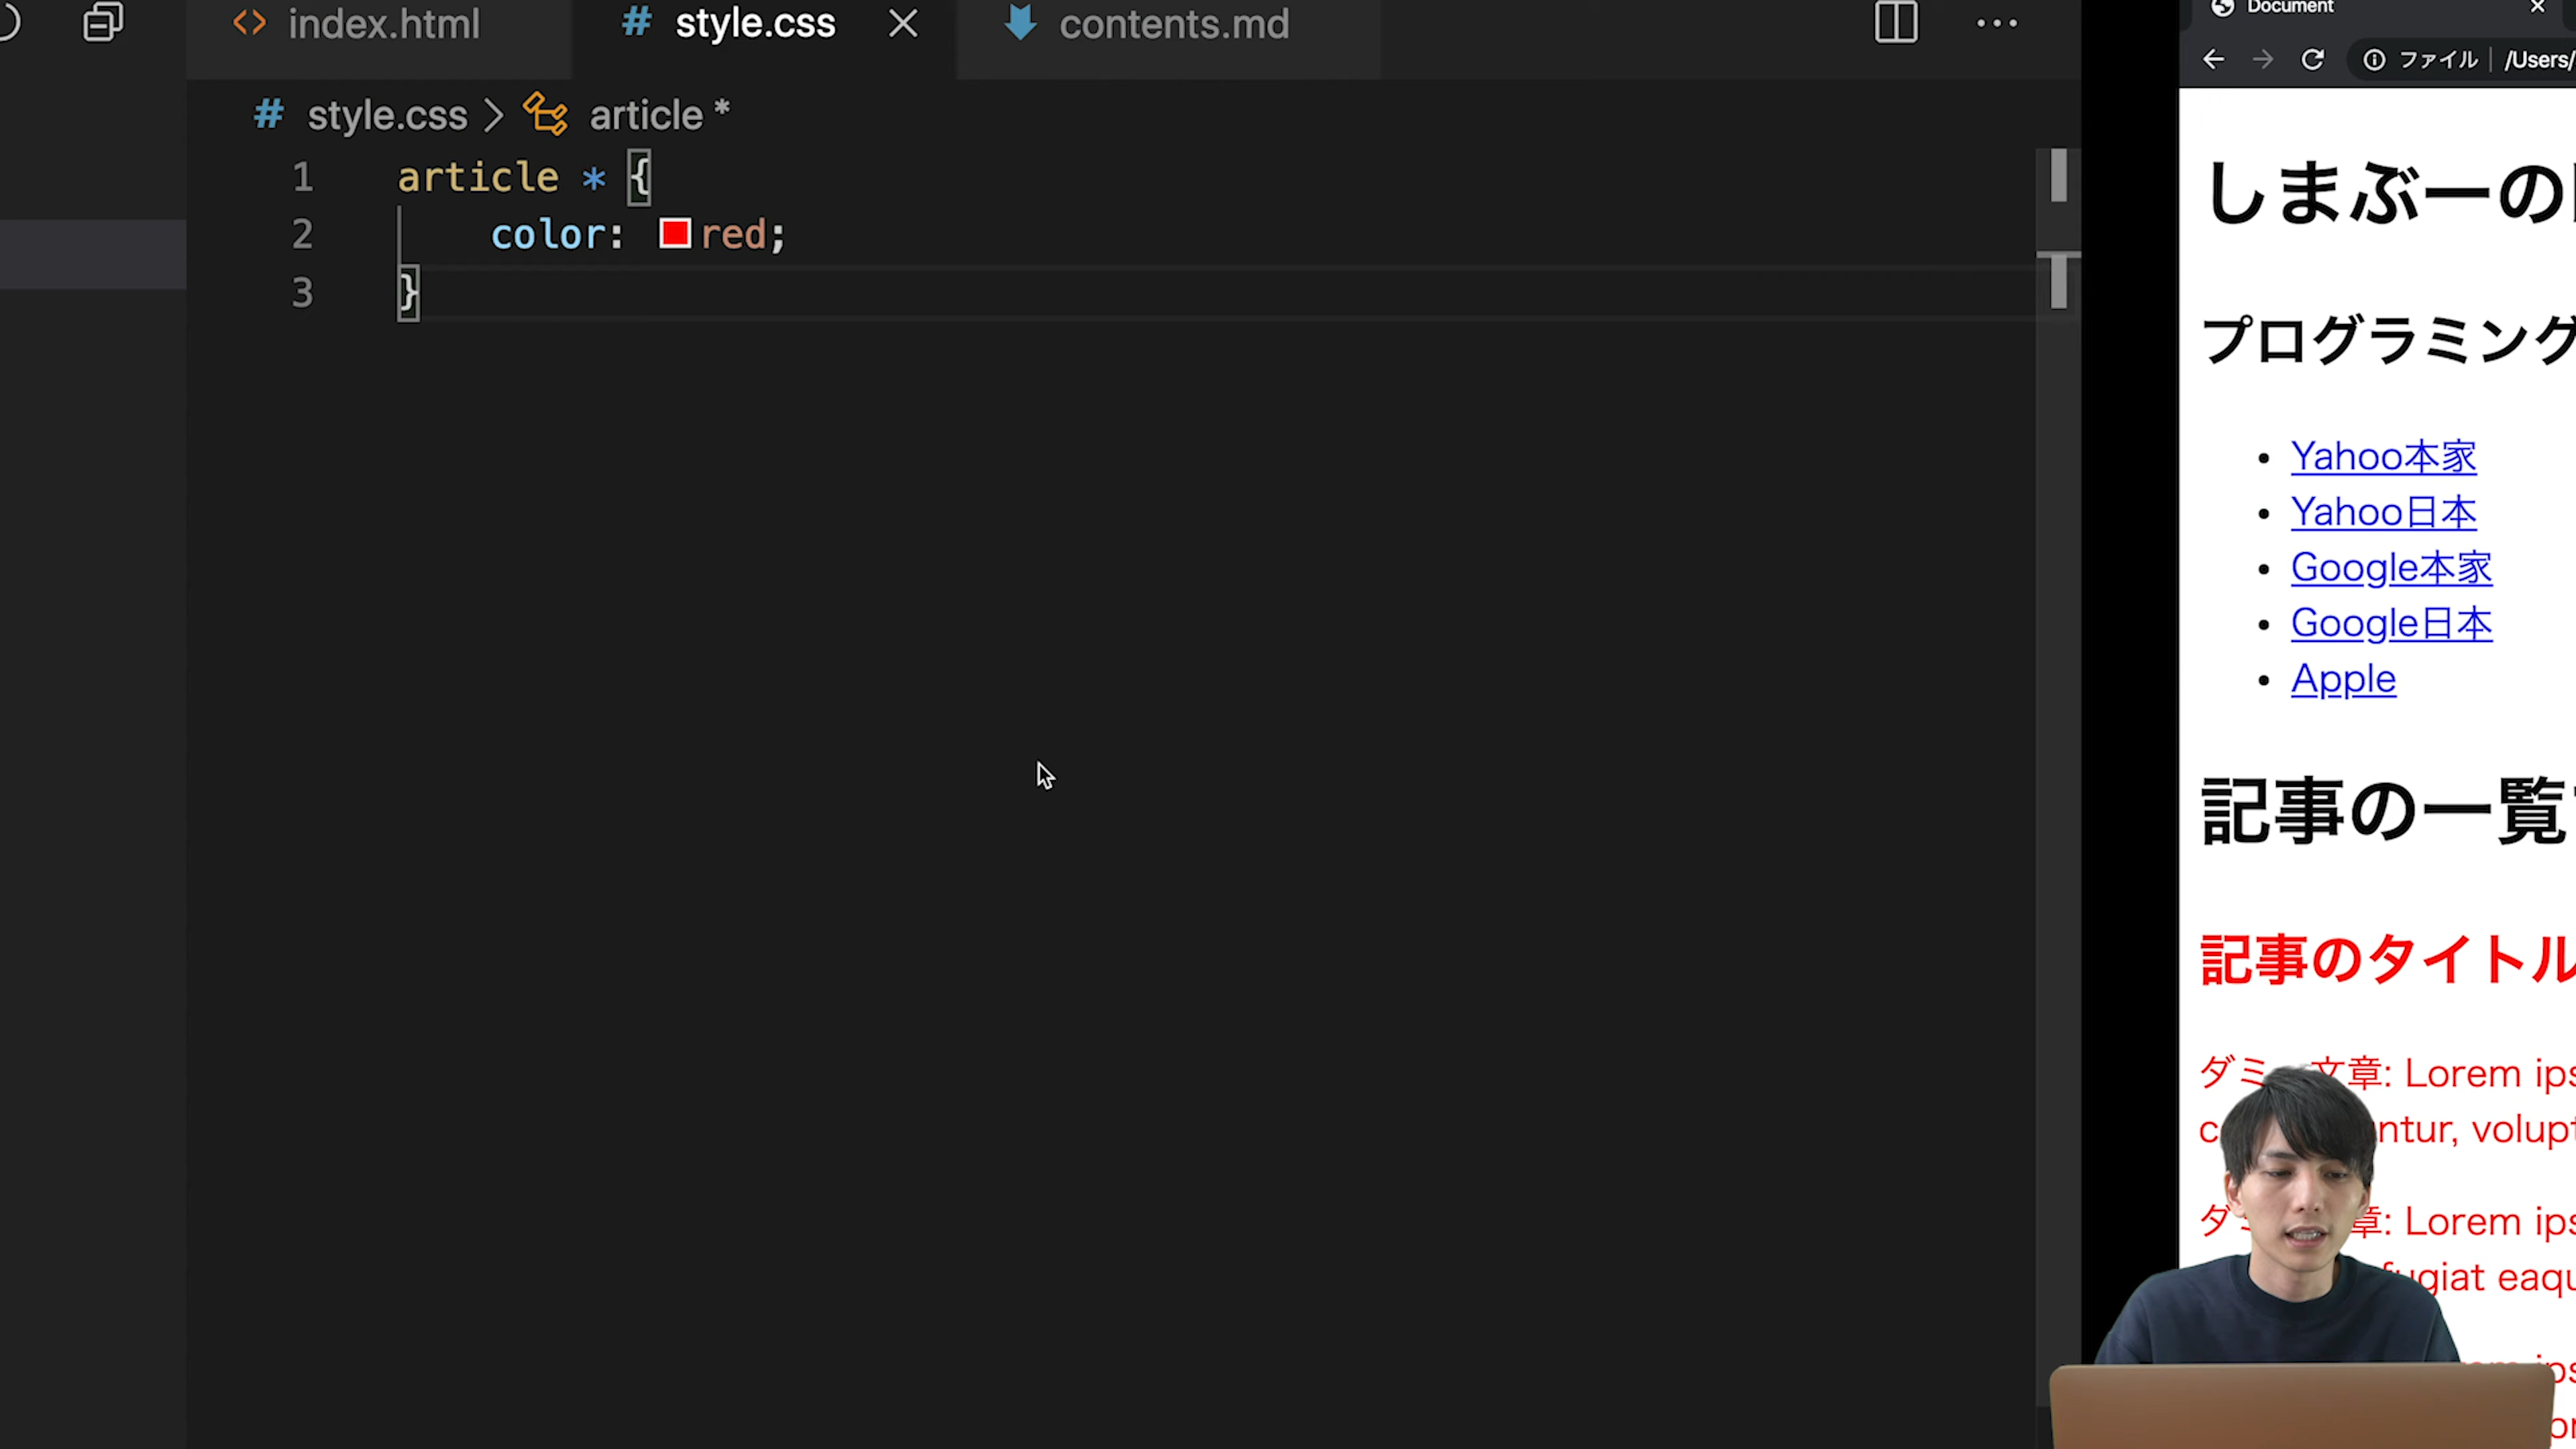 index.html
style.css
contents.md
style.css > article *
1 article * {
2 color: red;
3 }
Document
ファイル /Users/
しまぶーの
プログラミング
Yahoo本家
Yahoo日本
Google本家
Google日本
Apple
記事の一覧
記事のタイトル
文章: Lorem ips
ntur, volupt
章: Lorem ips
fugiat eaqu